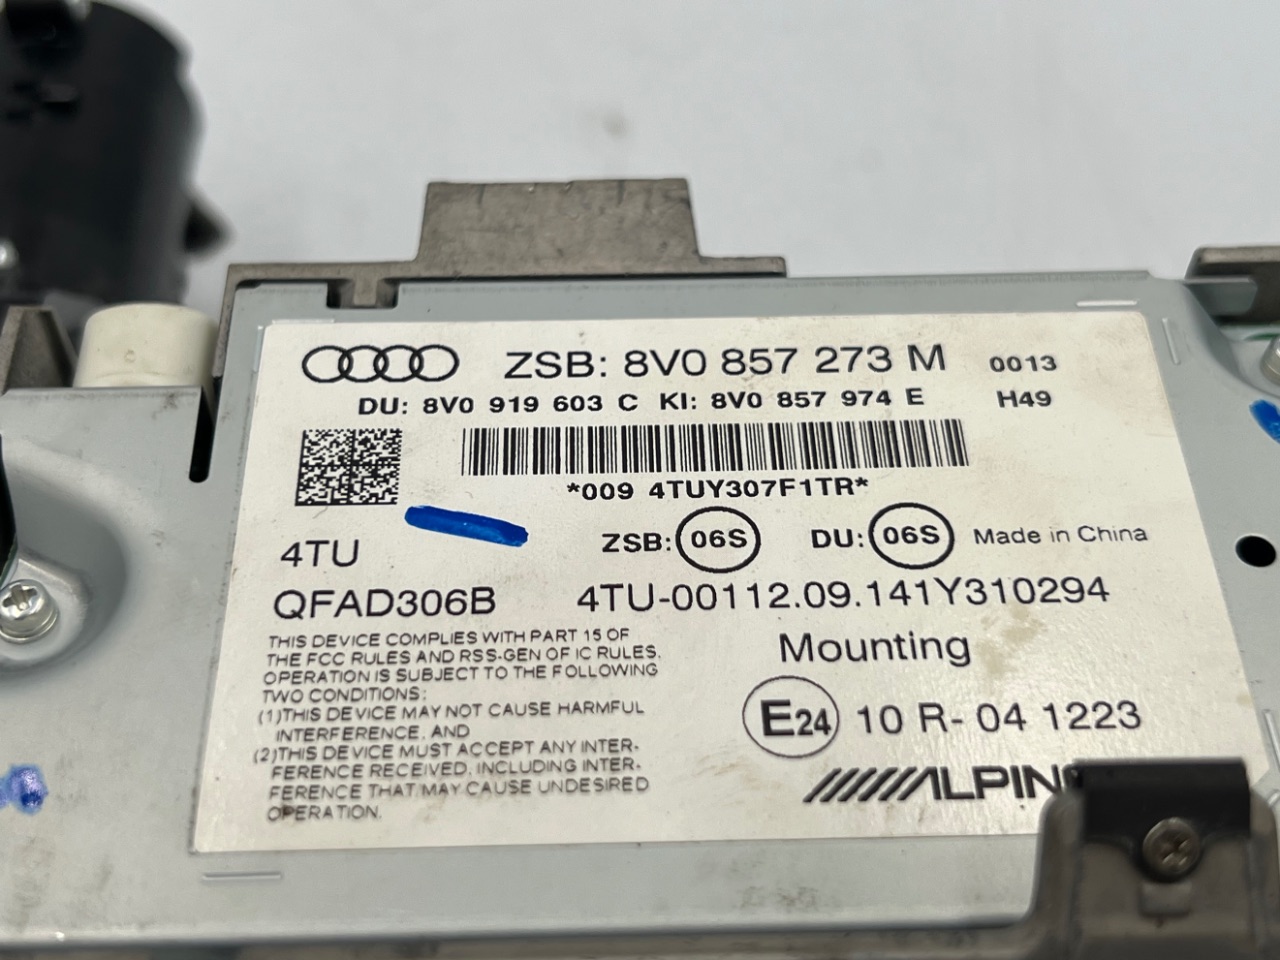 ZSB: 8V0 857 273 M 0013
DU: 8V0 919 603 C KI: 8V0 857 974 E H49
*009 4TUY307F1TR*
ZSB: 06S DU: 06S Made in China
4TU
QFAD306B 4TU-00112.09.141Y310294
THIS DEVICE COMPLIES WITH PART 15 OF
THE FCC RULES AND RSS-GEN OF IC RULES.
OPERATION IS SUBJECT TO THE FOLLOWING
TWO CONDITIONS:
(1)THIS DEVICE MAY NOT CAUSE HARMFUL
INTERFERENCE, AND
(2)THIS DEVICE MUST ACCEPT ANY INTER-
FERENCE RECEIVED, INCLUDING INTER-
FERENCE THAT MAY CAUSE UNDESIRED
OPERATION.
Mounting
E24 10 R- 04 1223
ALPIN